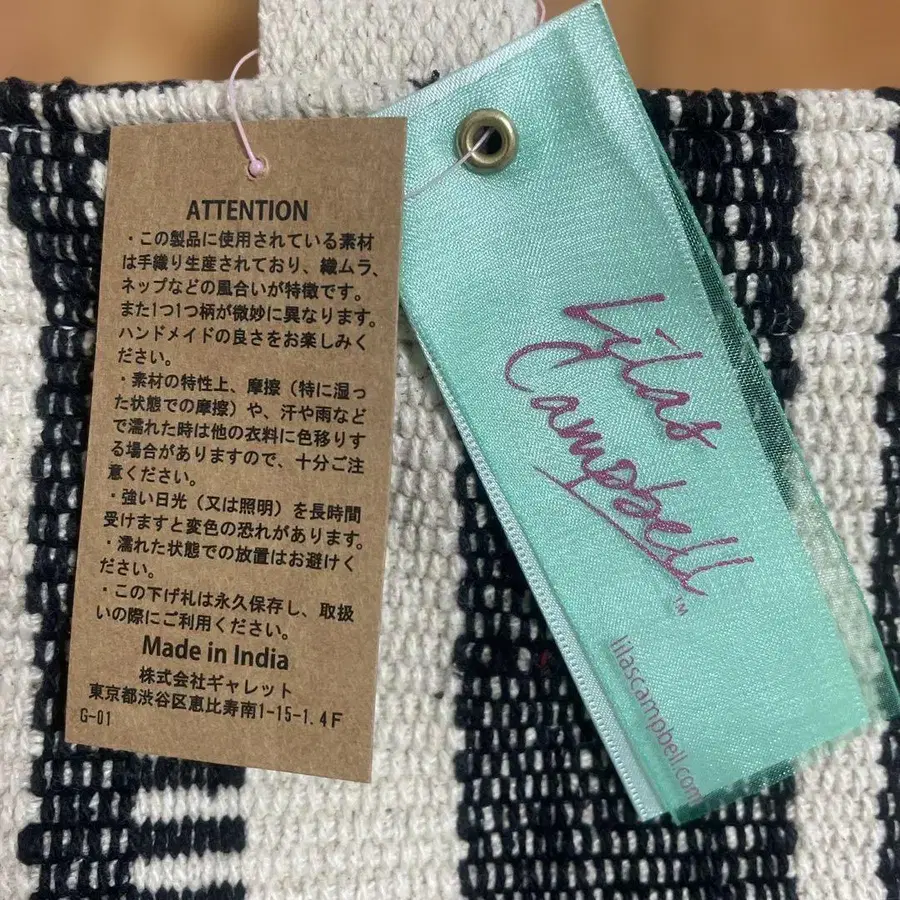 ATTENTION
・この製品に使用されている素材
は手織り生産されており、織ムラ、
ネップなどの風合いが特徴です。
また1つ1つ柄が微妙に異なります。
ハンドメイドの良さをお楽しみく
ださい。
・素材の特性上、摩擦（特に湿っ
た状態での摩擦）や、汗や雨など
で濡れた時は他の衣料に色移りす
る場合がありますので、十分ご注
意ください。
・強い日光（又は照明）を長時間
受けますと変色の恐れがあります。
・濡れた状態での放置はお避けく
ださい。
・この下げ札は永久保存し、取扱
いの際にご利用ください。
Made in India
株式会社ギャレット
東京都渋谷区恵比寿南1-15-1.4F
G-01
Lilas
Campbell
TM
lilascampbell.com